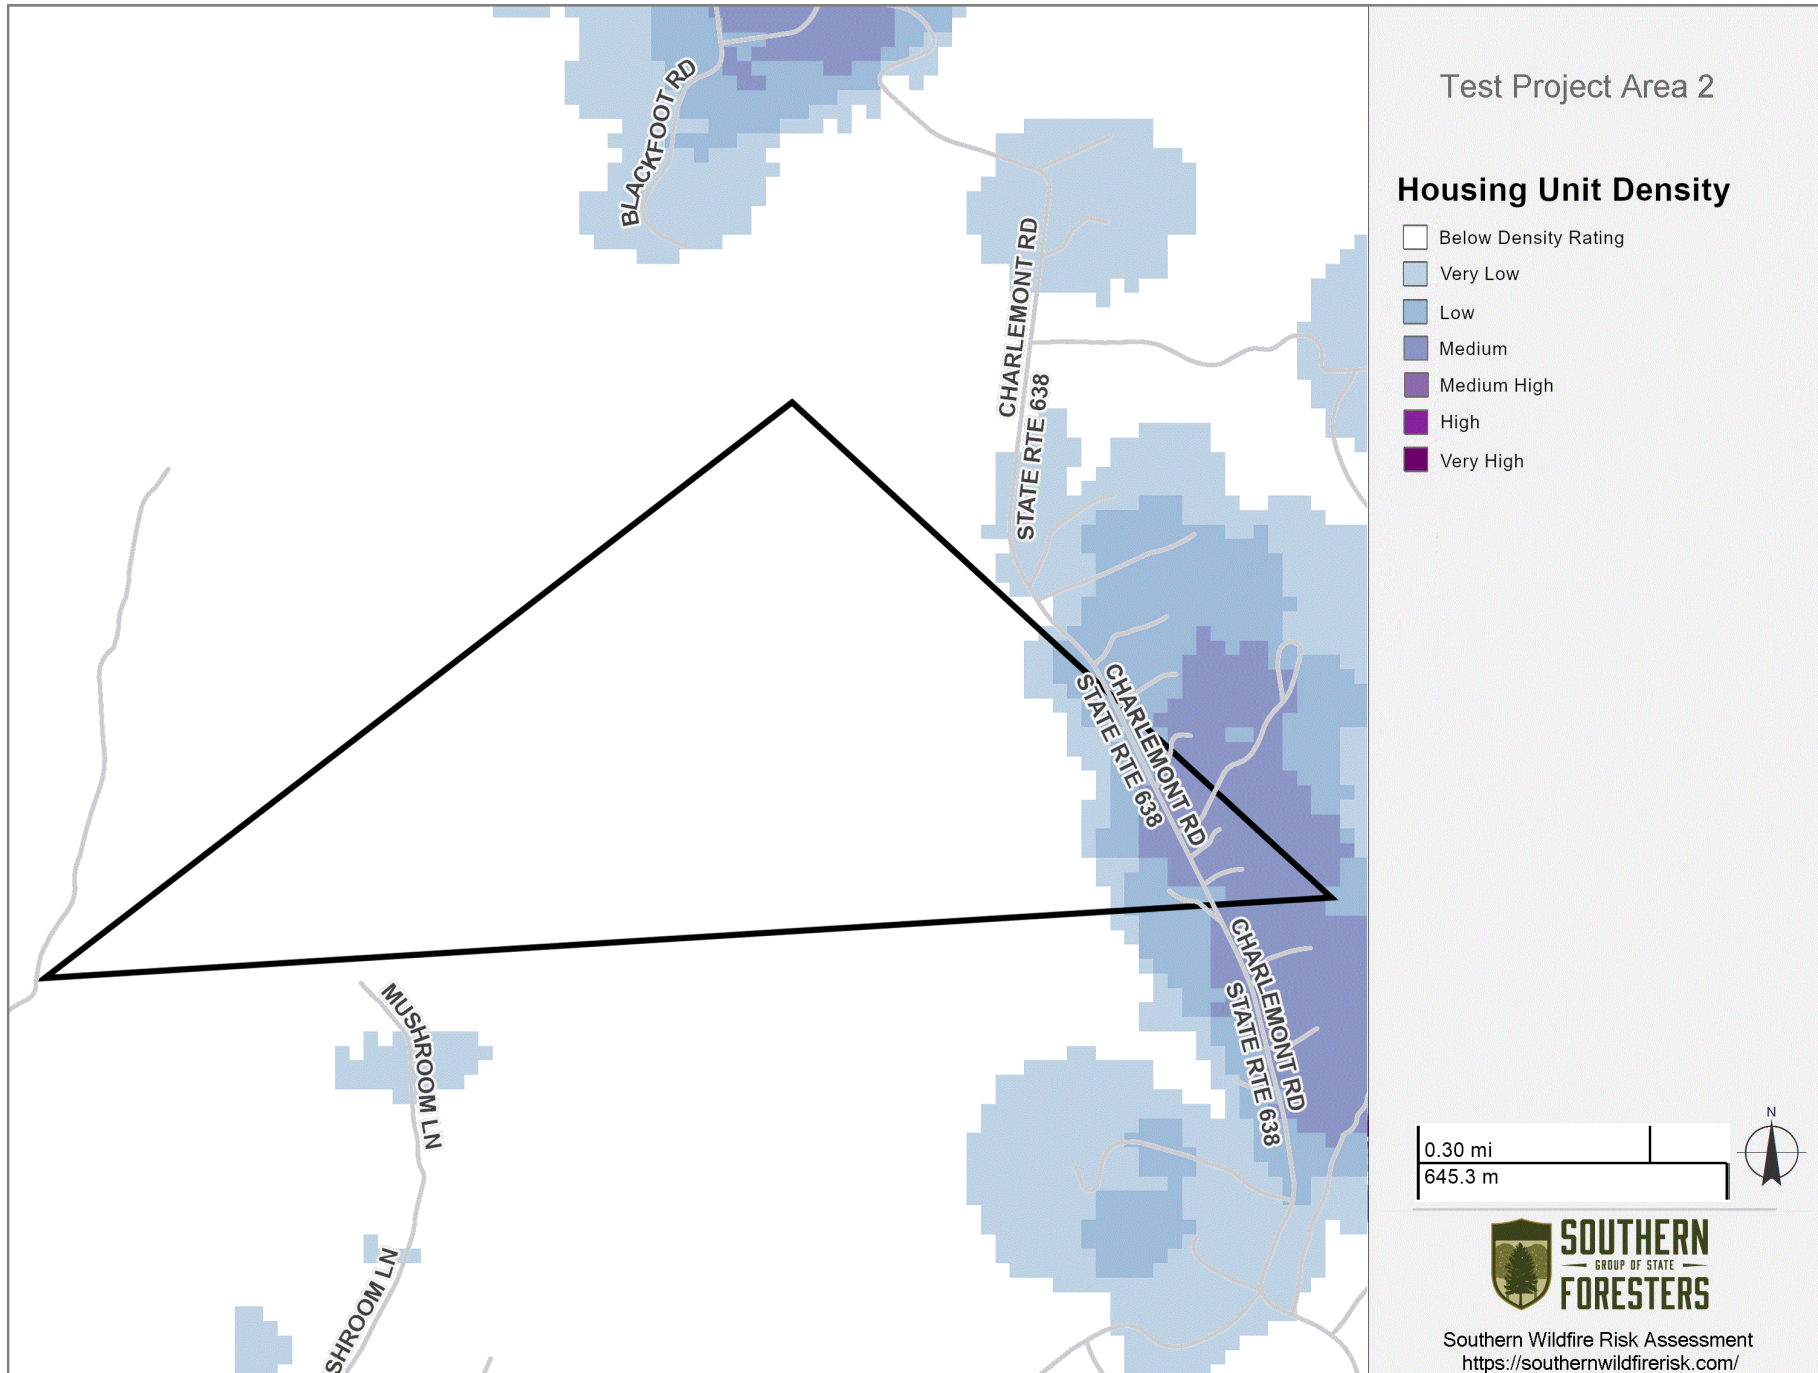 BLACKFOOT RD
CHARLEMONT RD
STATE RTE 638
CHARLEMONT RD
STATE RTE 638
CHARLEMONT RD
STATE RTE 638
MUSHROOM LN
SHROOM LN
Test Project Area 2
Housing Unit Density
Below Density Rating
Very Low
Low
Medium
Medium High
High
Very High
0.30 mi
645.3 m
N
SOUTHERN
GROUP OF STATE
FORESTERS
Southern Wildfire Risk Assessment
https://southernwildfirerisk.com/